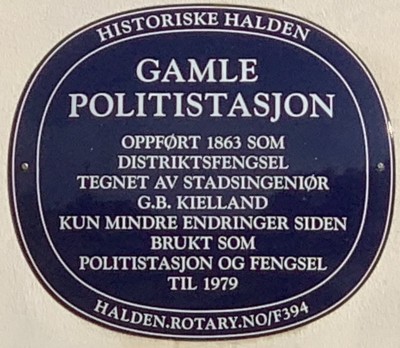 HISTORISKE HALDEN
GAMLE
POLITISTASJON
OPPFØRT 1863 SOM
DISTRIKTSFENGSEL
TEGNET AV STADSINGENIØR
G.B. KIELLAND
KUN MINDRE ENDRINGER SIDEN
BRUKT SOM
POLITISTASJON OG FENGSEL
TIL 1979
HALDEN.ROTARY.NO/F394